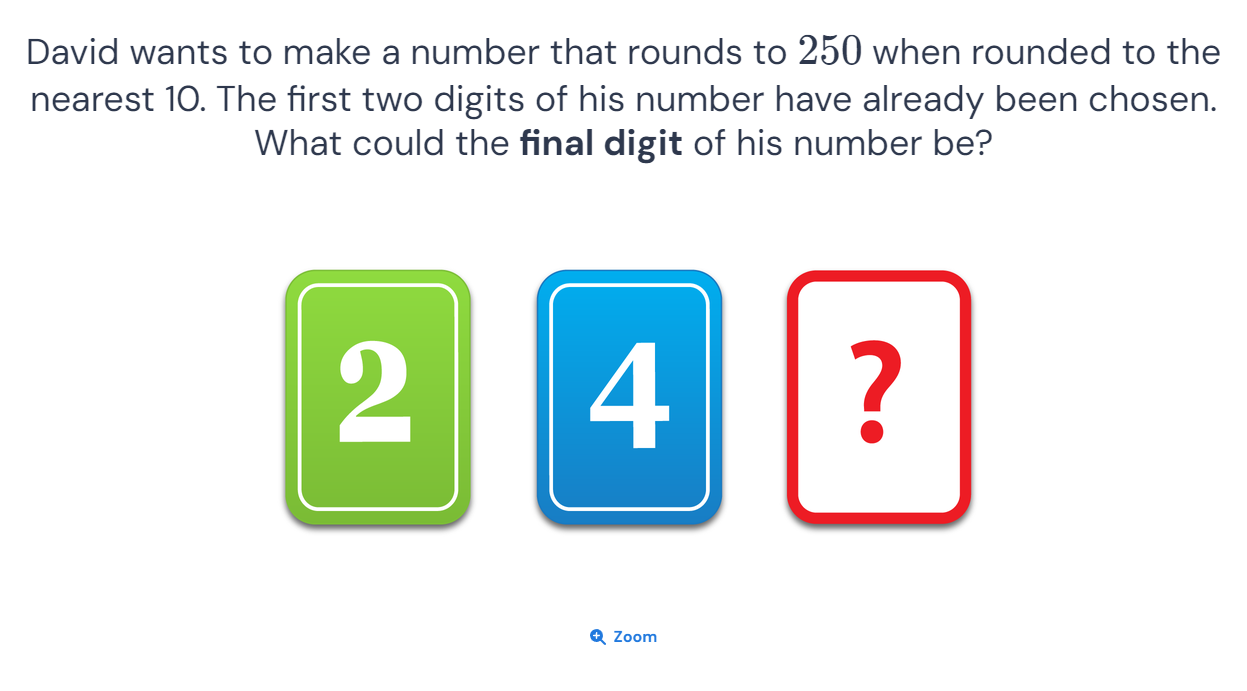 David wants to make a number that rounds to 250 when rounded to the
nearest 10. The first two digits of his number have already been chosen.
What could the final digit of his number be?
2 4 ?
Zoom